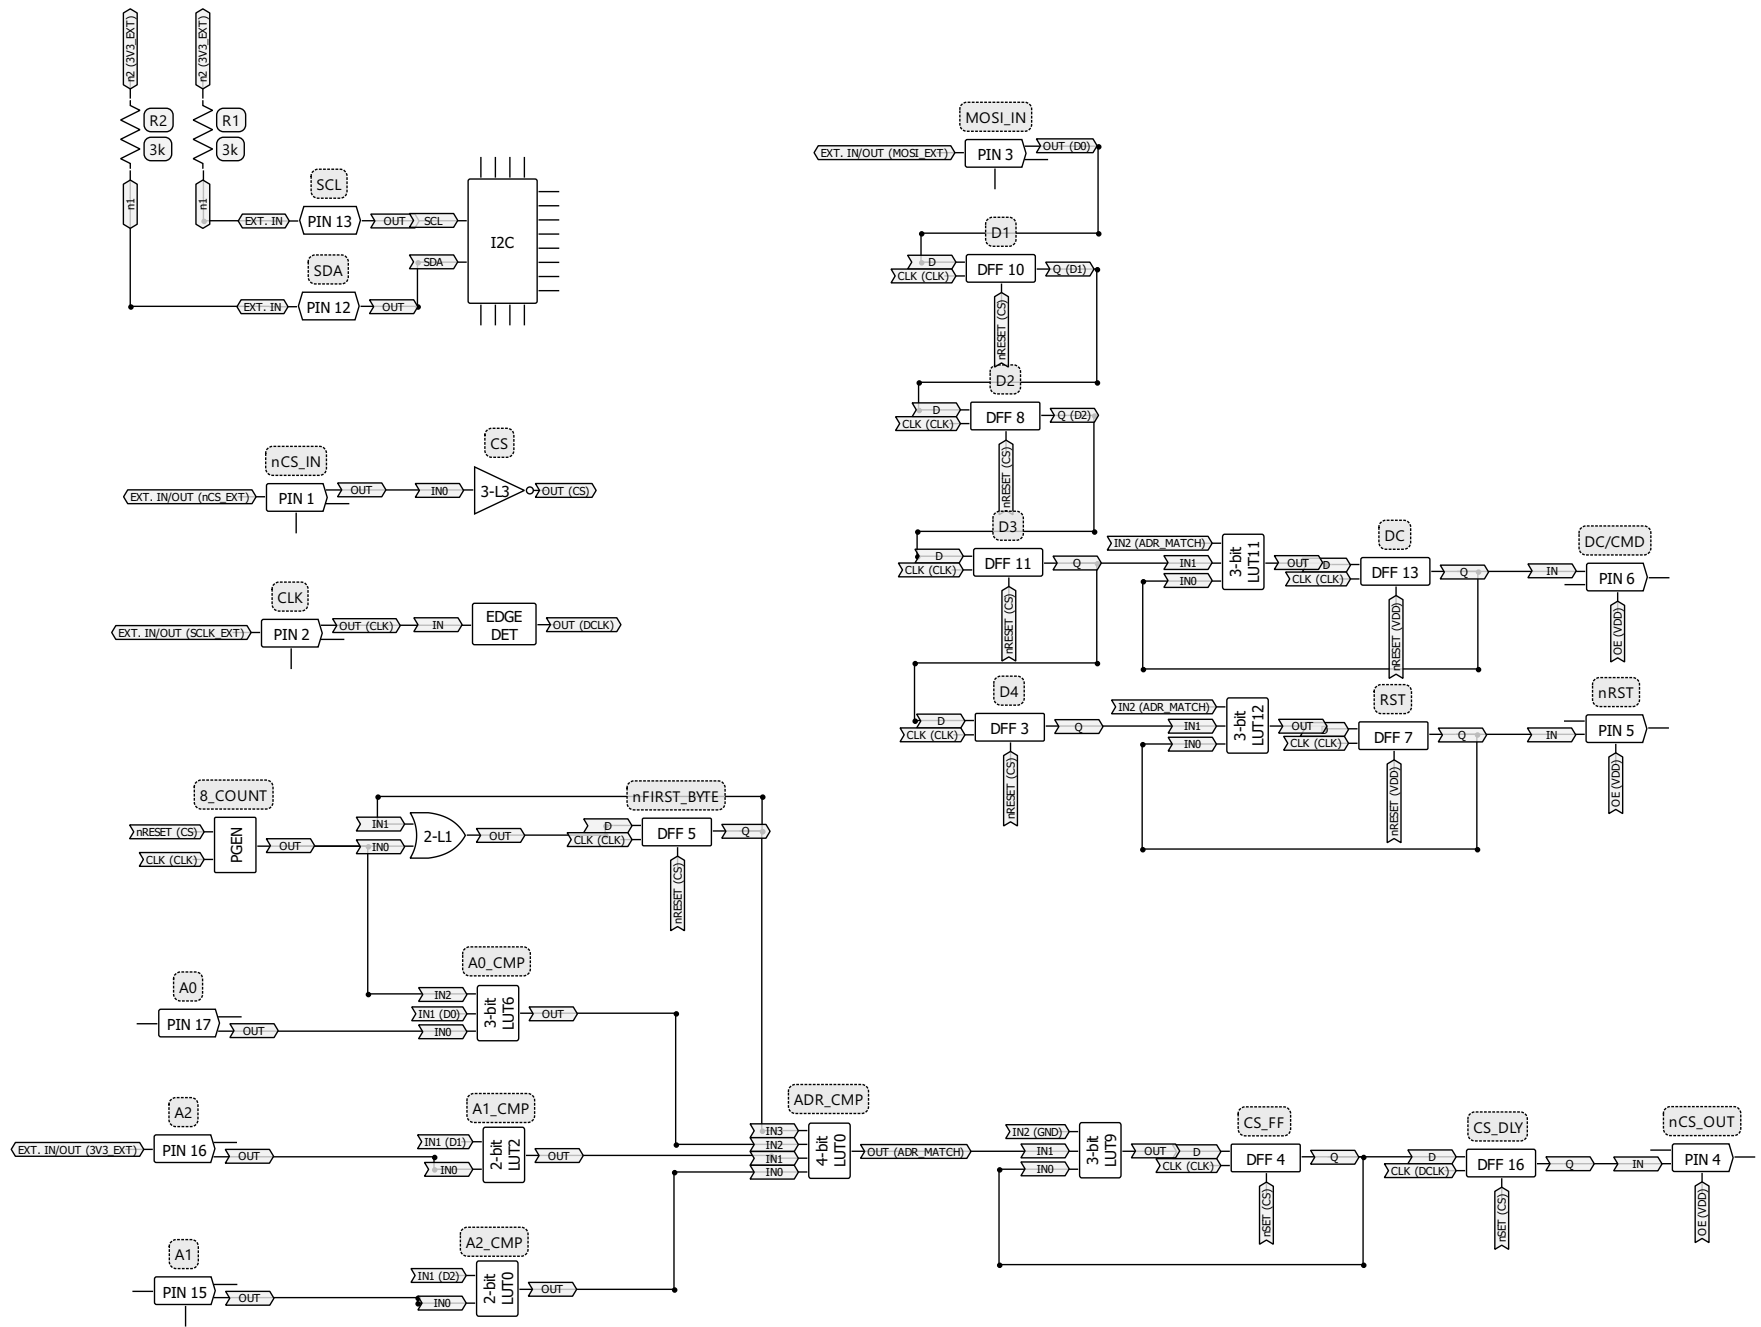 n2 (3V3_EXT)
n2 (3V3_EXT)
R2
3k
R1
3k
n1
n1
SCL
EXT. IN
PIN 13
OUT
SCL
I2C
SDA
SDA
EXT. IN
PIN 12
OUT
nCS_IN
EXT. IN/OUT (nCS_EXT)
PIN 1
OUT
CS
IN0
3-L3
OUT (CS)
CLK
EXT. IN/OUT (SCLK_EXT)
PIN 2
OUT (CLK)
IN
EDGE
DET
OUT (DCLK)
MOSI_IN
EXT. IN/OUT (MOSI_EXT)
PIN 3
OUT (D0)
D1
D
CLK (CLK)
DFF 10
Q (D1)
nRESET (CS)
D2
D
CLK (CLK)
DFF 8
Q (D2)
nRESET (CS)
D3
D
CLK (CLK)
DFF 11
Q
nRESET (CS)
IN2 (ADR_MATCH)
IN1
IN0
3-bit
LUT11
OUT
DC
D
CLK (CLK)
DFF 13
Q
nRESET (VDD)
DC/CMD
IN
PIN 6
OE (VDD)
D4
D
CLK (CLK)
DFF 3
Q
nRESET (CS)
IN2 (ADR_MATCH)
IN1
IN0
3-bit
LUT12
OUT
RST
D
CLK (CLK)
DFF 7
Q
nRESET (VDD)
nRST
IN
PIN 5
OE (VDD)
8_COUNT
nRESET (CS)
CLK (CLK)
PGEN
OUT
IN1
IN0
2-L1
OUT
nFIRST_BYTE
D
CLK (CLK)
DFF 5
Q
nRESET (CS)
A0
PIN 17
OUT
A0_CMP
IN2
IN1 (D0)
IN0
3-bit
LUT6
OUT
A2
EXT. IN/OUT (3V3_EXT)
PIN 16
OUT
A1_CMP
IN1 (D1)
IN0
2-bit
LUT2
OUT
A1
PIN 15
OUT
A2_CMP
IN1 (D2)
IN0
2-bit
LUT0
OUT
ADR_CMP
IN3
IN2
IN1
IN0
4-bit
LUT0
OUT (ADR_MATCH)
IN2 (GND)
IN1
IN0
3-bit
LUT9
OUT
CS_FF
D
CLK (CLK)
DFF 4
Q
nSET (CS)
CS_DLY
D
CLK (DCLK)
DFF 16
Q
nSET (CS)
nCS_OUT
IN
PIN 4
OE (VDD)